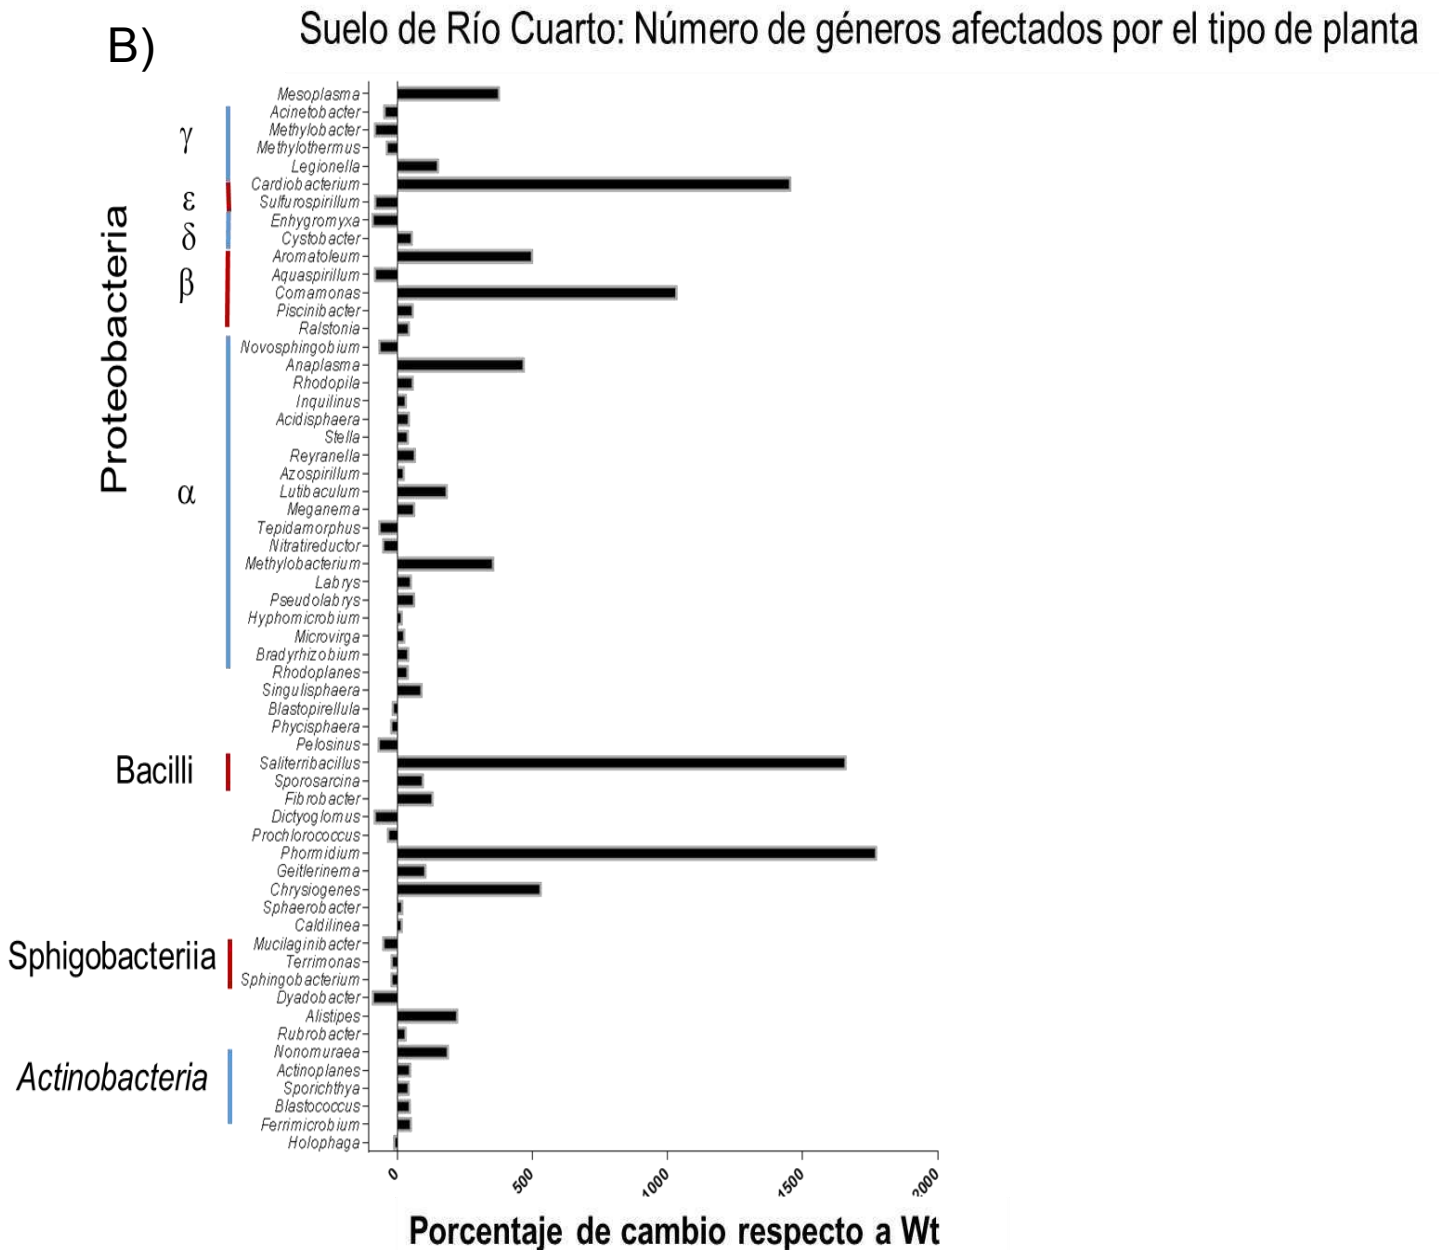 B)
Suelo de Río Cuarto: Número de géneros afectados por el tipo de planta
Proteobacteria
γ
ε
δ
β
α
Bacilli
Sphigobacteriia
Actinobacteria
Mesoplasma
Acinetobacter
Methylobacter
Methylothermus
Legionella
Cardiobacterium
Sulfurospirillum
Enhygromyxa
Cystobacter
Aromatoleum
Aquaspirillum
Comamonas
Piscinibacter
Ralstonia
Novosphingobium
Anaplasma
Rhodopila
Inquilinus
Acidisphaera
Stella
Reyranella
Azospirillum
Lutibaculum
Meganema
Tepidamorphus
Nitratireductor
Methylobacterium
Labrys
Pseudolabrys
Hyphomicrobium
Microvirga
Bradyrhizobium
Rhodoplanes
Singulisphaera
Blastopirellula
Phycisphaera
Pelosinus
Saliterribacillus
Sporosarcina
Fibrobacter
Dictyoglomus
Prochlorococcus
Phormidium
Geitlerinema
Chrysiogenes
Sphaerobacter
Caldilinea
Mucilaginibacter
Terrimonas
Sphingobacterium
Dyadobacter
Alistipes
Rubrobacter
Nonomuraea
Actinoplanes
Sporichthya
Blastococcus
Ferrimicrobium
Holophaga
0
500
1000
1500
2000
Porcentaje de cambio respecto a Wt